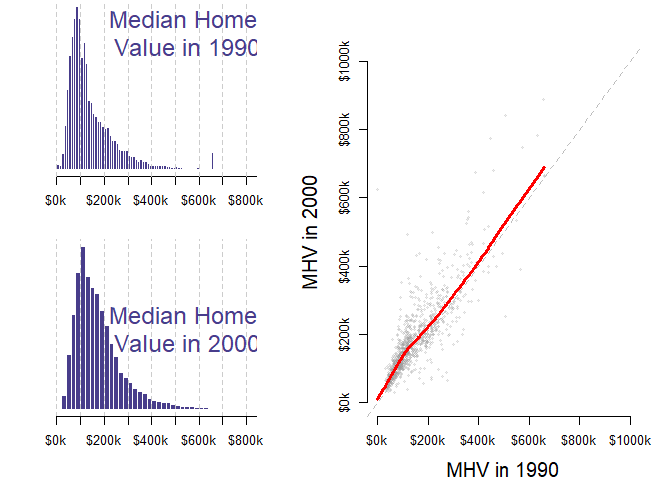 Median Home
Value in 1990
$0k $200k $400k $600k $800k
Median Home
Value in 2000
$0k $200k $400k $600k $800k
MHV in 2000
$0k $200k $400k $600k $800k $1000k
$0k $200k $400k $600k $800k $1000k
MHV in 1990